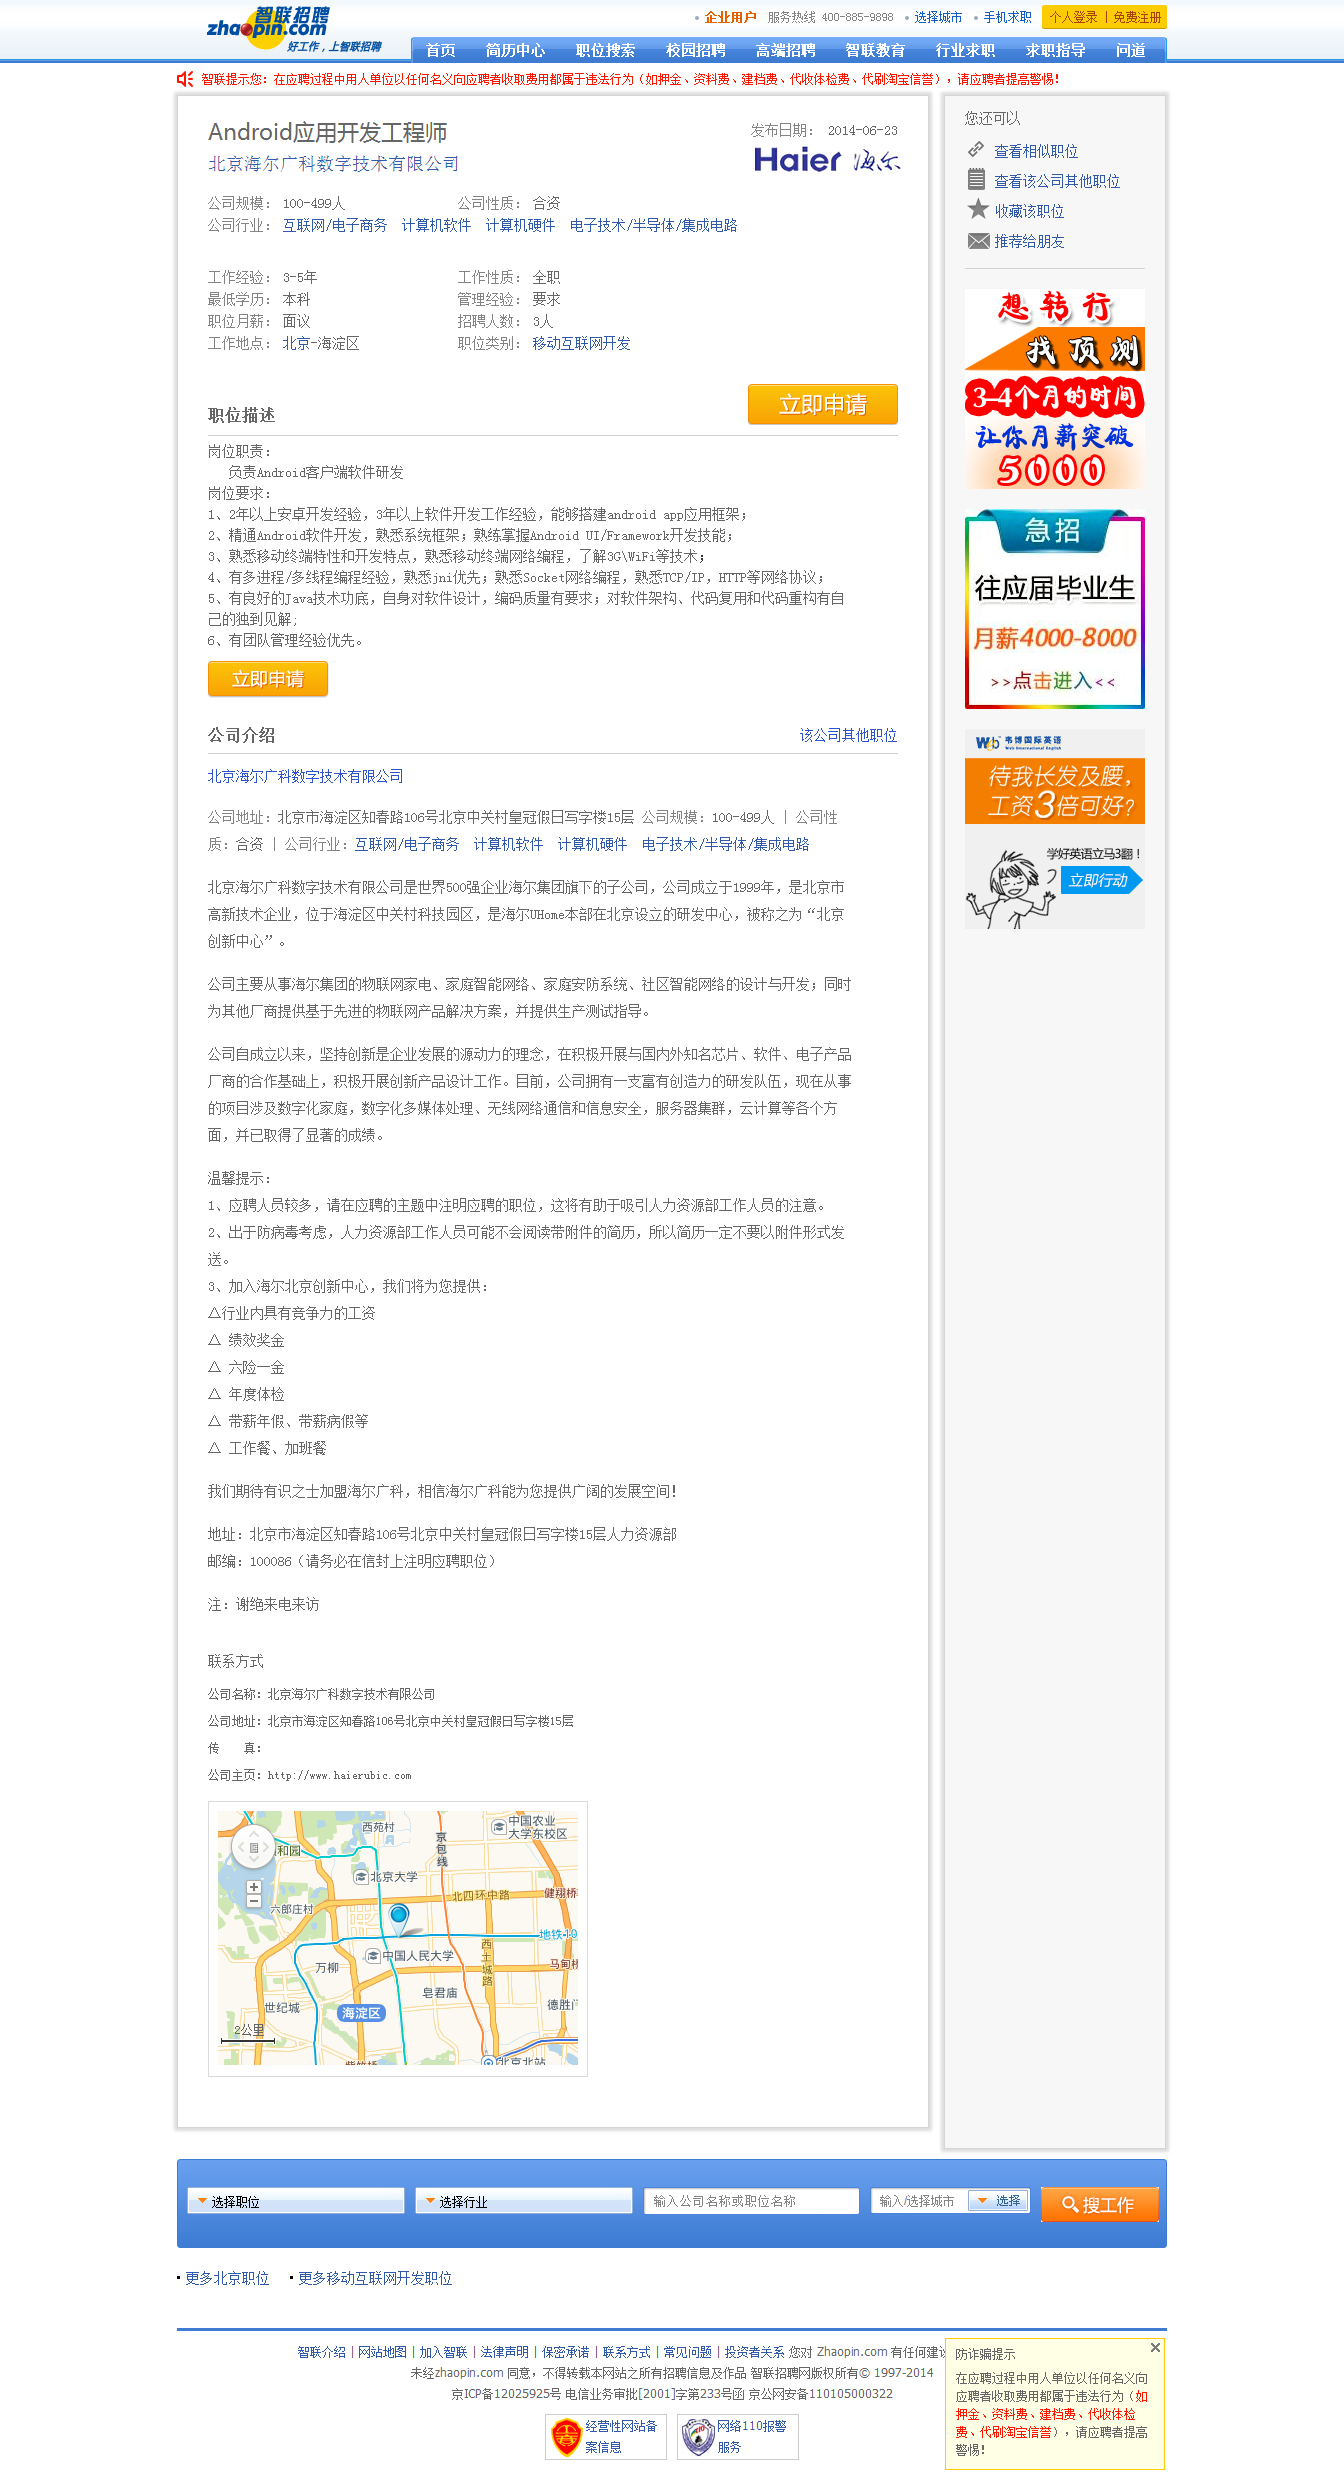 智联招聘
zhaopin.com
好工作，上智联招聘
企业用户 服务热线 400-885-9898 选择城市 手机求职 个人登录 | 免费注册
首页 简历中心 职位搜索 校园招聘 高端招聘 智联教育 行业求职 求职指导 问道
智联提示您：在应聘过程中用人单位以任何名义向应聘者收取费用都属于违法行为（如押金、资料费、建档费、代收体检费、代刷淘宝信誉），请应聘者提高警惕！
Android应用开发工程师
发布日期： 2014-06-23
北京海尔广科数字技术有限公司
Haier 海尔
公司规模： 100-499人 公司性质： 合资
公司行业： 互联网/电子商务 计算机软件 计算机硬件 电子技术/半导体/集成电路
工作经验： 3-5年 工作性质： 全职
最低学历： 本科 管理经验： 要求
职位月薪： 面议 招聘人数： 3人
工作地点： 北京-海淀区 职位类别： 移动互联网开发
立即申请
职位描述
岗位职责：
负责Android客户端软件研发
岗位要求：
1、2年以上安卓开发经验，3年以上软件开发工作经验，能够搭建android app应用框架；
2、精通Android软件开发，熟悉系统框架；熟练掌握Android UI/Framework开发技能；
3、熟悉移动终端特性和开发特点，熟悉移动终端网络编程，了解3G\WiFi等技术；
4、有多进程/多线程编程经验，熟悉jni优先；熟悉Socket网络编程，熟悉TCP/IP，HTTP等网络协议；
5、有良好的Java技术功底，自身对软件设计，编码质量有要求；对软件架构、代码复用和代码重构有自
己的独到见解；
6、有团队管理经验优先。
立即申请
公司介绍
该公司其他职位
北京海尔广科数字技术有限公司
公司地址：北京市海淀区知春路106号北京中关村皇冠假日写字楼15层 公司规模：100-499人 | 公司性
质：合资 | 公司行业：互联网/电子商务 计算机软件 计算机硬件 电子技术/半导体/集成电路
北京海尔广科数字技术有限公司是世界500强企业海尔集团旗下的子公司，公司成立于1999年，是北京市
高新技术企业，位于海淀区中关村科技园区，是海尔UHome本部在北京设立的研发中心，被称之为“北京
创新中心”。
公司主要从事海尔集团的物联网家电、家庭智能网络、家庭安防系统、社区智能网络的设计与开发；同时
为其他厂商提供基于先进的物联网产品解决方案，并提供生产测试指导。
公司自成立以来，坚持创新是企业发展的源动力的理念，在积极开展与国内外知名芯片、软件、电子产品
厂商的合作基础上，积极开展创新产品设计工作。目前，公司拥有一支富有创造力的研发队伍，现在从事
的项目涉及数字化家庭，数字化多媒体处理、无线网络通信和信息安全，服务器集群，云计算等各个方
面，并已取得了显著的成绩。
温馨提示：
1、应聘人员较多，请在应聘的主题中注明应聘的职位，这将有助于吸引人力资源部工作人员的注意。
2、出于防病毒考虑，人力资源部工作人员可能不会阅读带附件的简历，所以简历一定不要以附件形式发
送。
3、加入海尔北京创新中心，我们将为您提供：
△行业内具有竞争力的工资
△ 绩效奖金
△ 六险一金
△ 年度体检
△ 带薪年假、带薪病假等
△ 工作餐、加班餐
我们期待有识之士加盟海尔广科，相信海尔广科能为您提供广阔的发展空间！
地址：北京市海淀区知春路106号北京中关村皇冠假日写字楼15层人力资源部
邮编：100086（请务必在信封上注明应聘职位）
注：谢绝来电来访
联系方式
公司名称：北京海尔广科数字技术有限公司
公司地址：北京市海淀区知春路106号北京中关村皇冠假日写字楼15层
传 真：
公司主页：http://www.haierubic.com
西苑村
中国农业
大学东校区
京包线
和园
北京大学
北四环中路
健翔桥
六郎庄村
地铁10
中国人民大学
西土城路
马甸桥
万柳
皂君庙
世纪城
海淀区
德胜门
2公里
北京北站
您还可以
查看相似职位
查看该公司其他职位
收藏该职位
推荐给朋友
想转行
找顶测
3-4个月的时间
让你月薪突破
5000
急招
往应届毕业生
月薪4000-8000
>>点击进入<<
Web 韦博国际英语
Web International English
待我长发及腰，
工资3倍可好?
学好英语立马3翻！
立即行动
选择职位 选择行业 输入公司名称或职位名称 输入/选择城市 选择 搜工作
更多北京职位 更多移动互联网开发职位
智联介绍 | 网站地图 | 加入智联 | 法律声明 | 保密承诺 | 联系方式 | 常见问题 | 投资者关系 您对 Zhaopin.com 有任何建议
未经zhaopin.com 同意，不得转载本网站之所有招聘信息及作品 智联招聘网版权所有© 1997-2014
京ICP备12025925号 电信业务审批[2001]字第233号函 京公网安备110105000322
经营性网站备
案信息
网络110报警
服务
防诈骗提示
在应聘过程中用人单位以任何名义向
应聘者收取费用都属于违法行为（如
押金、资料费、建档费、代收体检
费、代刷淘宝信誉），请应聘者提高
警惕！